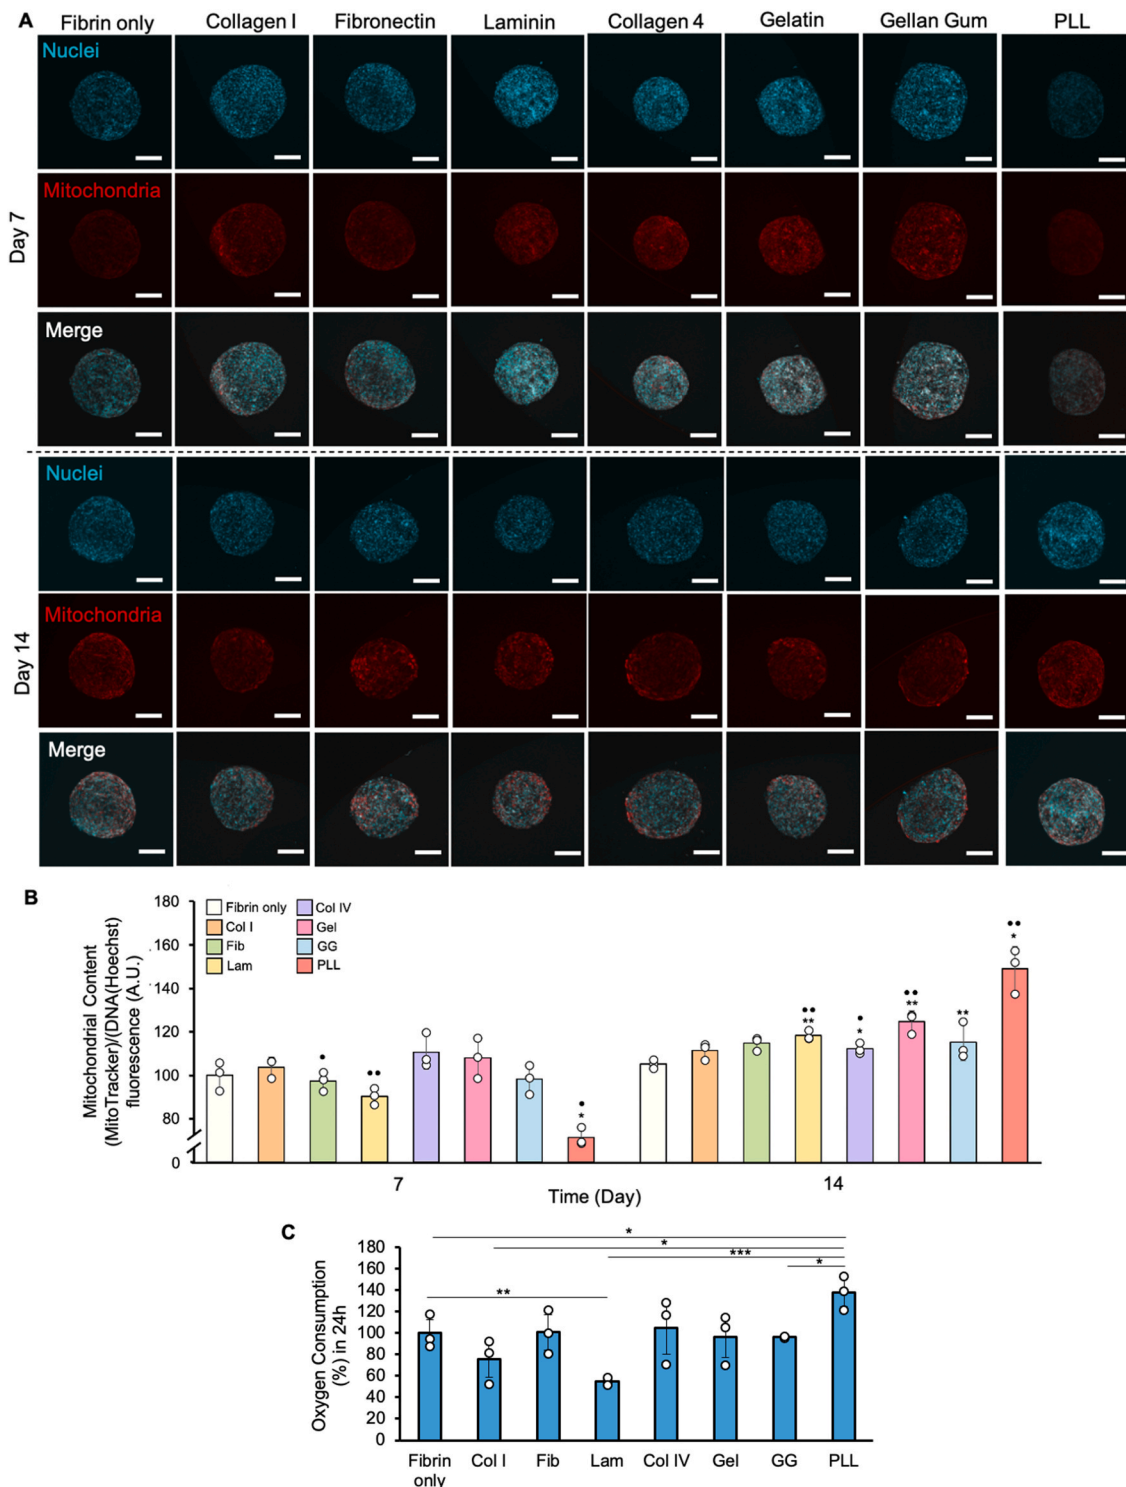 A
Fibrin only Collagen I Fibronectin Laminin Collagen 4 Gelatin Gellan Gum PLL
Nuclei
Mitochondria
Day 7
Merge
Nuclei
Mitochondria
Day 14
Merge
B
Mitochondrial Content
(MitoTracker)/(DNA(Hoechst)
fluorescence (A.U.)
180
160
140
120
100
80
0
Fibrin only Col IV
Col I Gel
Fib GG
Lam PLL
• •• • * •• ** • * •• ** ** •• *
7 14
Time (Day)
C
Oxygen Consumption
(%) in 24h
180
160
140
120
100
80
60
40
20
0
*
*
***
*
**
Fibrin only Col I Fib Lam Col IV Gel GG PLL